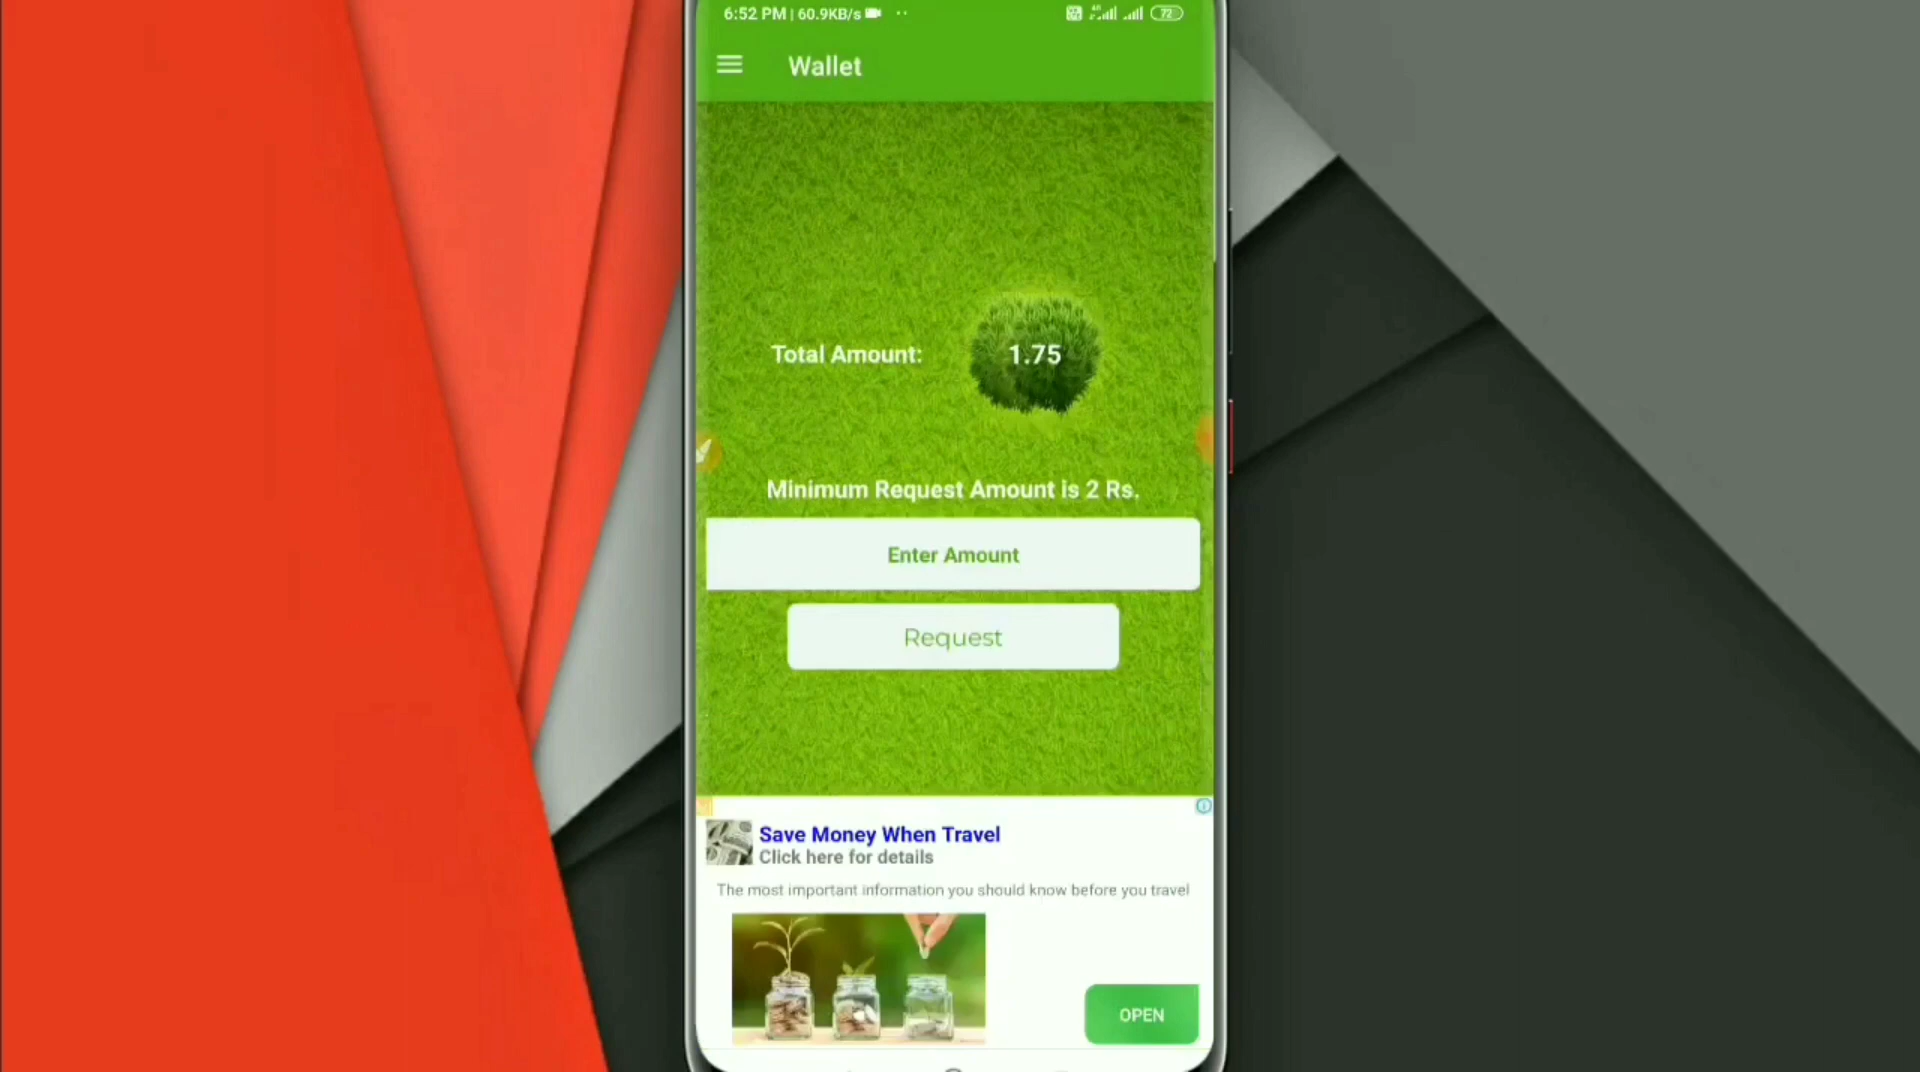 6:52 PM | 60.9KB/s
72
Wallet
Total Amount:
1.75
Minimum Request Amount is 2 Rs.
Enter Amount
Request
Save Money When Travel
Click here for details
The most important information you should know before you travel
OPEN